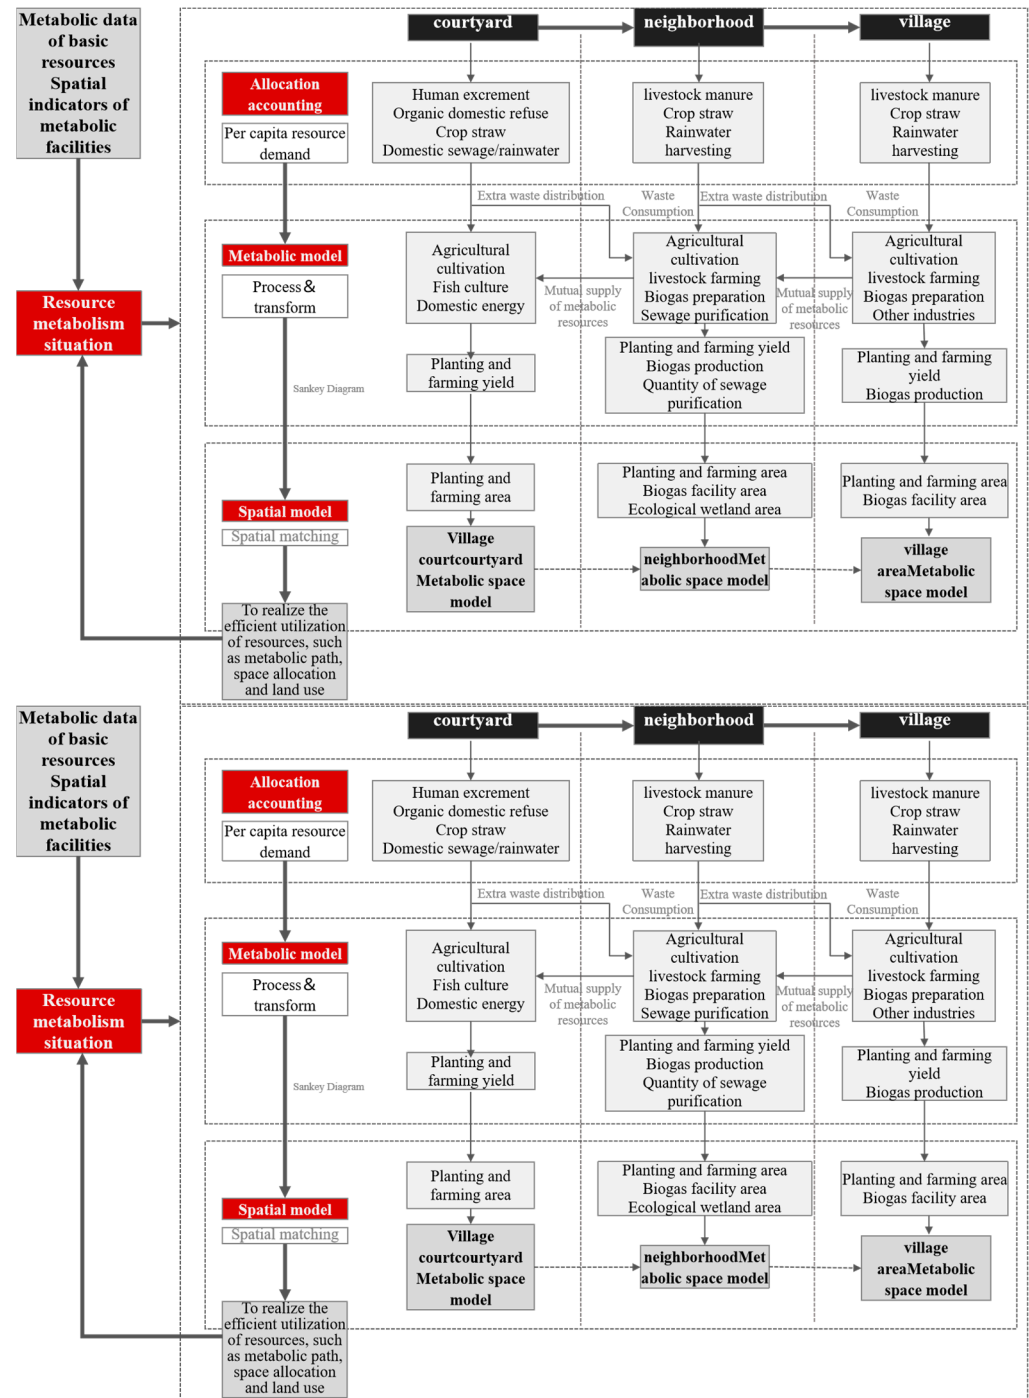 Metabolic data
of basic
resources
Spatial
indicators of
metabolic
facilities
courtyard
neighborhood
village
Allocation
accounting
Per capita resource
demand
Human excrement
Organic domestic refuse
Crop straw
Domestic sewage/rainwater
livestock manure
Crop straw
Rainwater
harvesting
livestock manure
Crop straw
Rainwater
harvesting
Extra waste distribution
Waste
Consumption
Extra waste distribution
Waste
Consumption
Metabolic model
Process&
transform
Agricultural
cultivation
Fish culture
Domestic energy
Agricultural
cultivation
livestock farming
Biogas preparation
Sewage purification
Agricultural
cultivation
livestock farming
Biogas preparation
Other industries
Mutual supply
of metabolic
resources
Mutual supply
of metabolic
resources
Resource
metabolism
situation
Sankey Diagram
Planting and
farming yield
Planting and farming yield
Biogas production
Quantity of sewage
purification
Planting and farming
yield
Biogas production
Spatial model
Spatial matching
Planting and
farming area
Planting and farming area
Biogas facility area
Ecological wetland area
Planting and farming area
Biogas facility area
Village
courtcourtyard
Metabolic space
model
neighborhoodMet
abolic space model
village
areaMetabolic
space model
To realize the
efficient utilization
of resources, such
as metabolic path,
space allocation
and land use
Metabolic data
of basic
resources
Spatial
indicators of
metabolic
facilities
courtyard
neighborhood
village
Allocation
accounting
Per capita resource
demand
Human excrement
Organic domestic refuse
Crop straw
Domestic sewage/rainwater
livestock manure
Crop straw
Rainwater
harvesting
livestock manure
Crop straw
Rainwater
harvesting
Extra waste distribution
Waste
Consumption
Extra waste distribution
Waste
Consumption
Metabolic model
Process&
transform
Agricultural
cultivation
Fish culture
Domestic energy
Agricultural
cultivation
livestock farming
Biogas preparation
Sewage purification
Agricultural
cultivation
livestock farming
Biogas preparation
Other industries
Mutual supply
of metabolic
resources
Mutual supply
of metabolic
resources
Resource
metabolism
situation
Sankey Diagram
Planting and
farming yield
Planting and farming yield
Biogas production
Quantity of sewage
purification
Planting and farming
yield
Biogas production
Spatial model
Spatial matching
Planting and
farming area
Planting and farming area
Biogas facility area
Ecological wetland area
Planting and farming area
Biogas facility area
Village
courtcourtyard
Metabolic space
model
neighborhoodMet
abolic space model
village
areaMetabolic
space model
To realize the
efficient utilization
of resources, such
as metabolic path,
space allocation
and land use